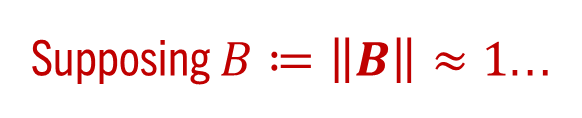 Supposing B ≔ ‖B‖ ≈ 1…